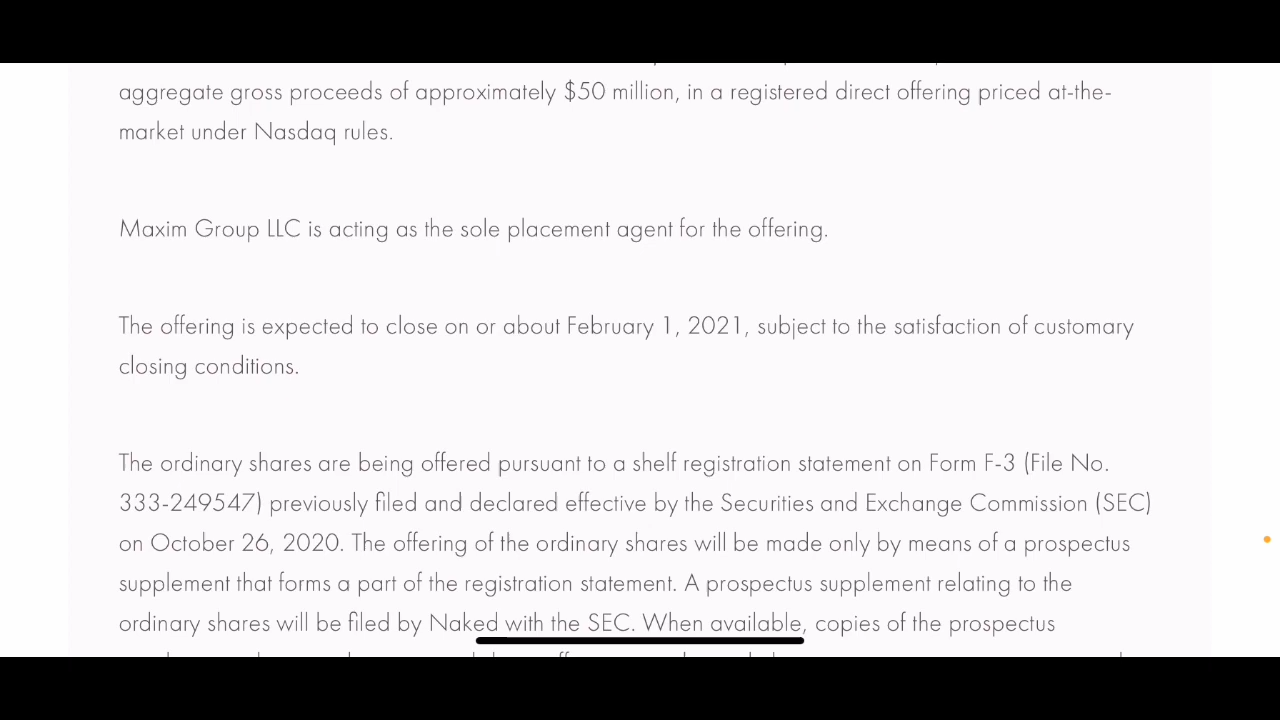 aggregate gross proceeds of approximately $50 million, in a registered direct offering priced at-the-
market under Nasdaq rules.
Maxim Group LLC is acting as the sole placement agent for the offering.
The offering is expected to close on or about February 1, 2021, subject to the satisfaction of customary
closing conditions.
The ordinary shares are being offered pursuant to a shelf registration statement on Form F-3 (File No.
333-249547) previously filed and declared effective by the Securities and Exchange Commission (SEC)
on October 26, 2020. The offering of the ordinary shares will be made only by means of a prospectus
supplement that forms a part of the registration statement. A prospectus supplement relating to the
ordinary shares will be filed by Naked with the SEC. When available, copies of the prospectus